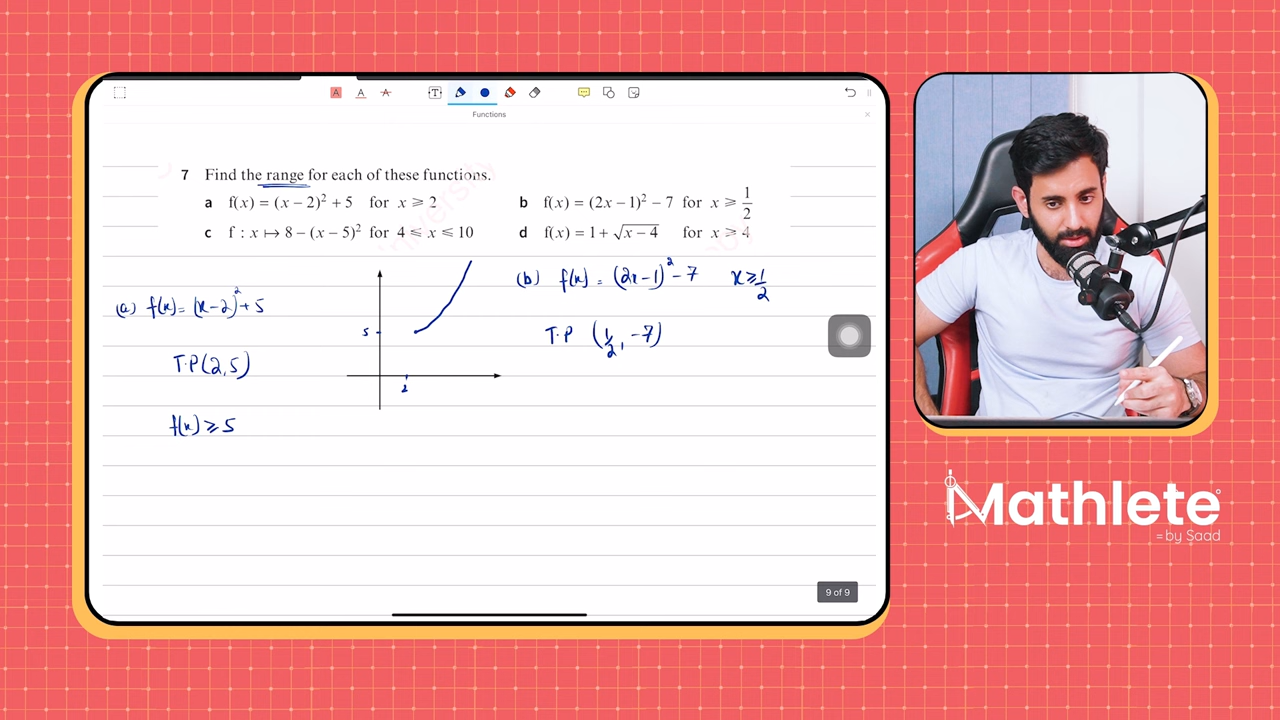 Functions
7 Find the range for each of these functions.
a f(x) = (x − 2)² + 5 for x ⩾ 2
b f(x) = (2x − 1)² − 7 for x ⩾ 1/2
c f : x ↦ 8 − (x − 5)² for 4 ⩽ x ⩽ 10
d f(x) = 1 + √(x − 4) for x ⩾ 4
(a) f(x) = (x−2)² + 5
T.P (2, 5)
f(x) ⩾ 5
5
2
(b) f(x) = (2x−1)² − 7 x ⩾ 1/2
T.P (1/2, −7)
9 of 9
Mathlete
=by Saad